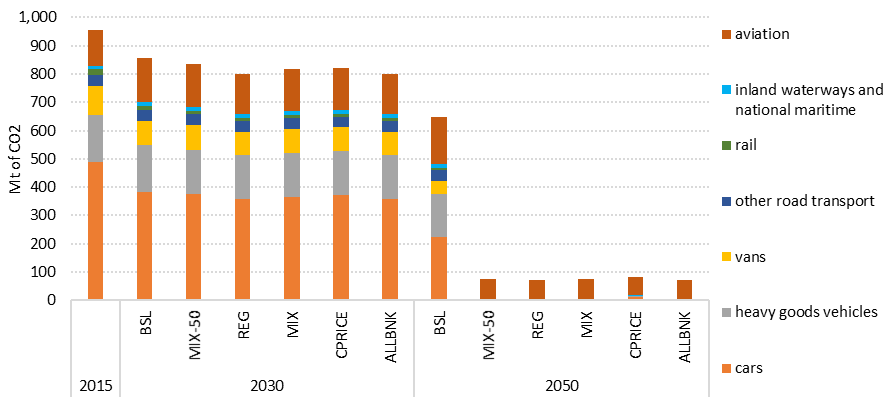 1,000
900
800
700
600
500
400
300
200
100
0
Mt of CO2
BSL
MIX-50
REG
MIX
CPRICE
ALLBNK
BSL
MIX-50
REG
MIX
CPRICE
ALLBNK
2015
2030
2050
aviation
inland waterways and
national maritime
rail
other road transport
vans
heavy goods vehicles
cars